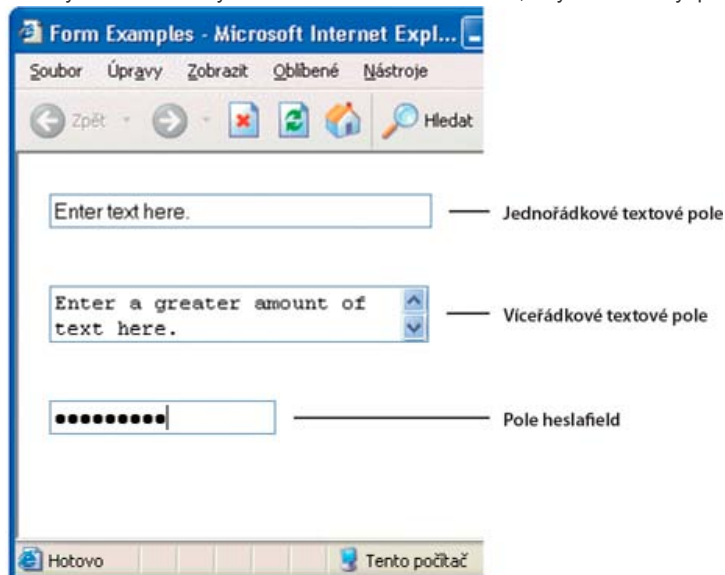 Form Examples - Microsoft Internet Expl...
Soubor Úpravy Zobrazit Oblíbené Nástroje
Zpět Hledat
Enter text here.
Jednořádkové textové pole
Enter a greater amount of
text here.
Víceřádkové textové pole
•••••••••
Pole heslafield
Hotovo Tento počítač